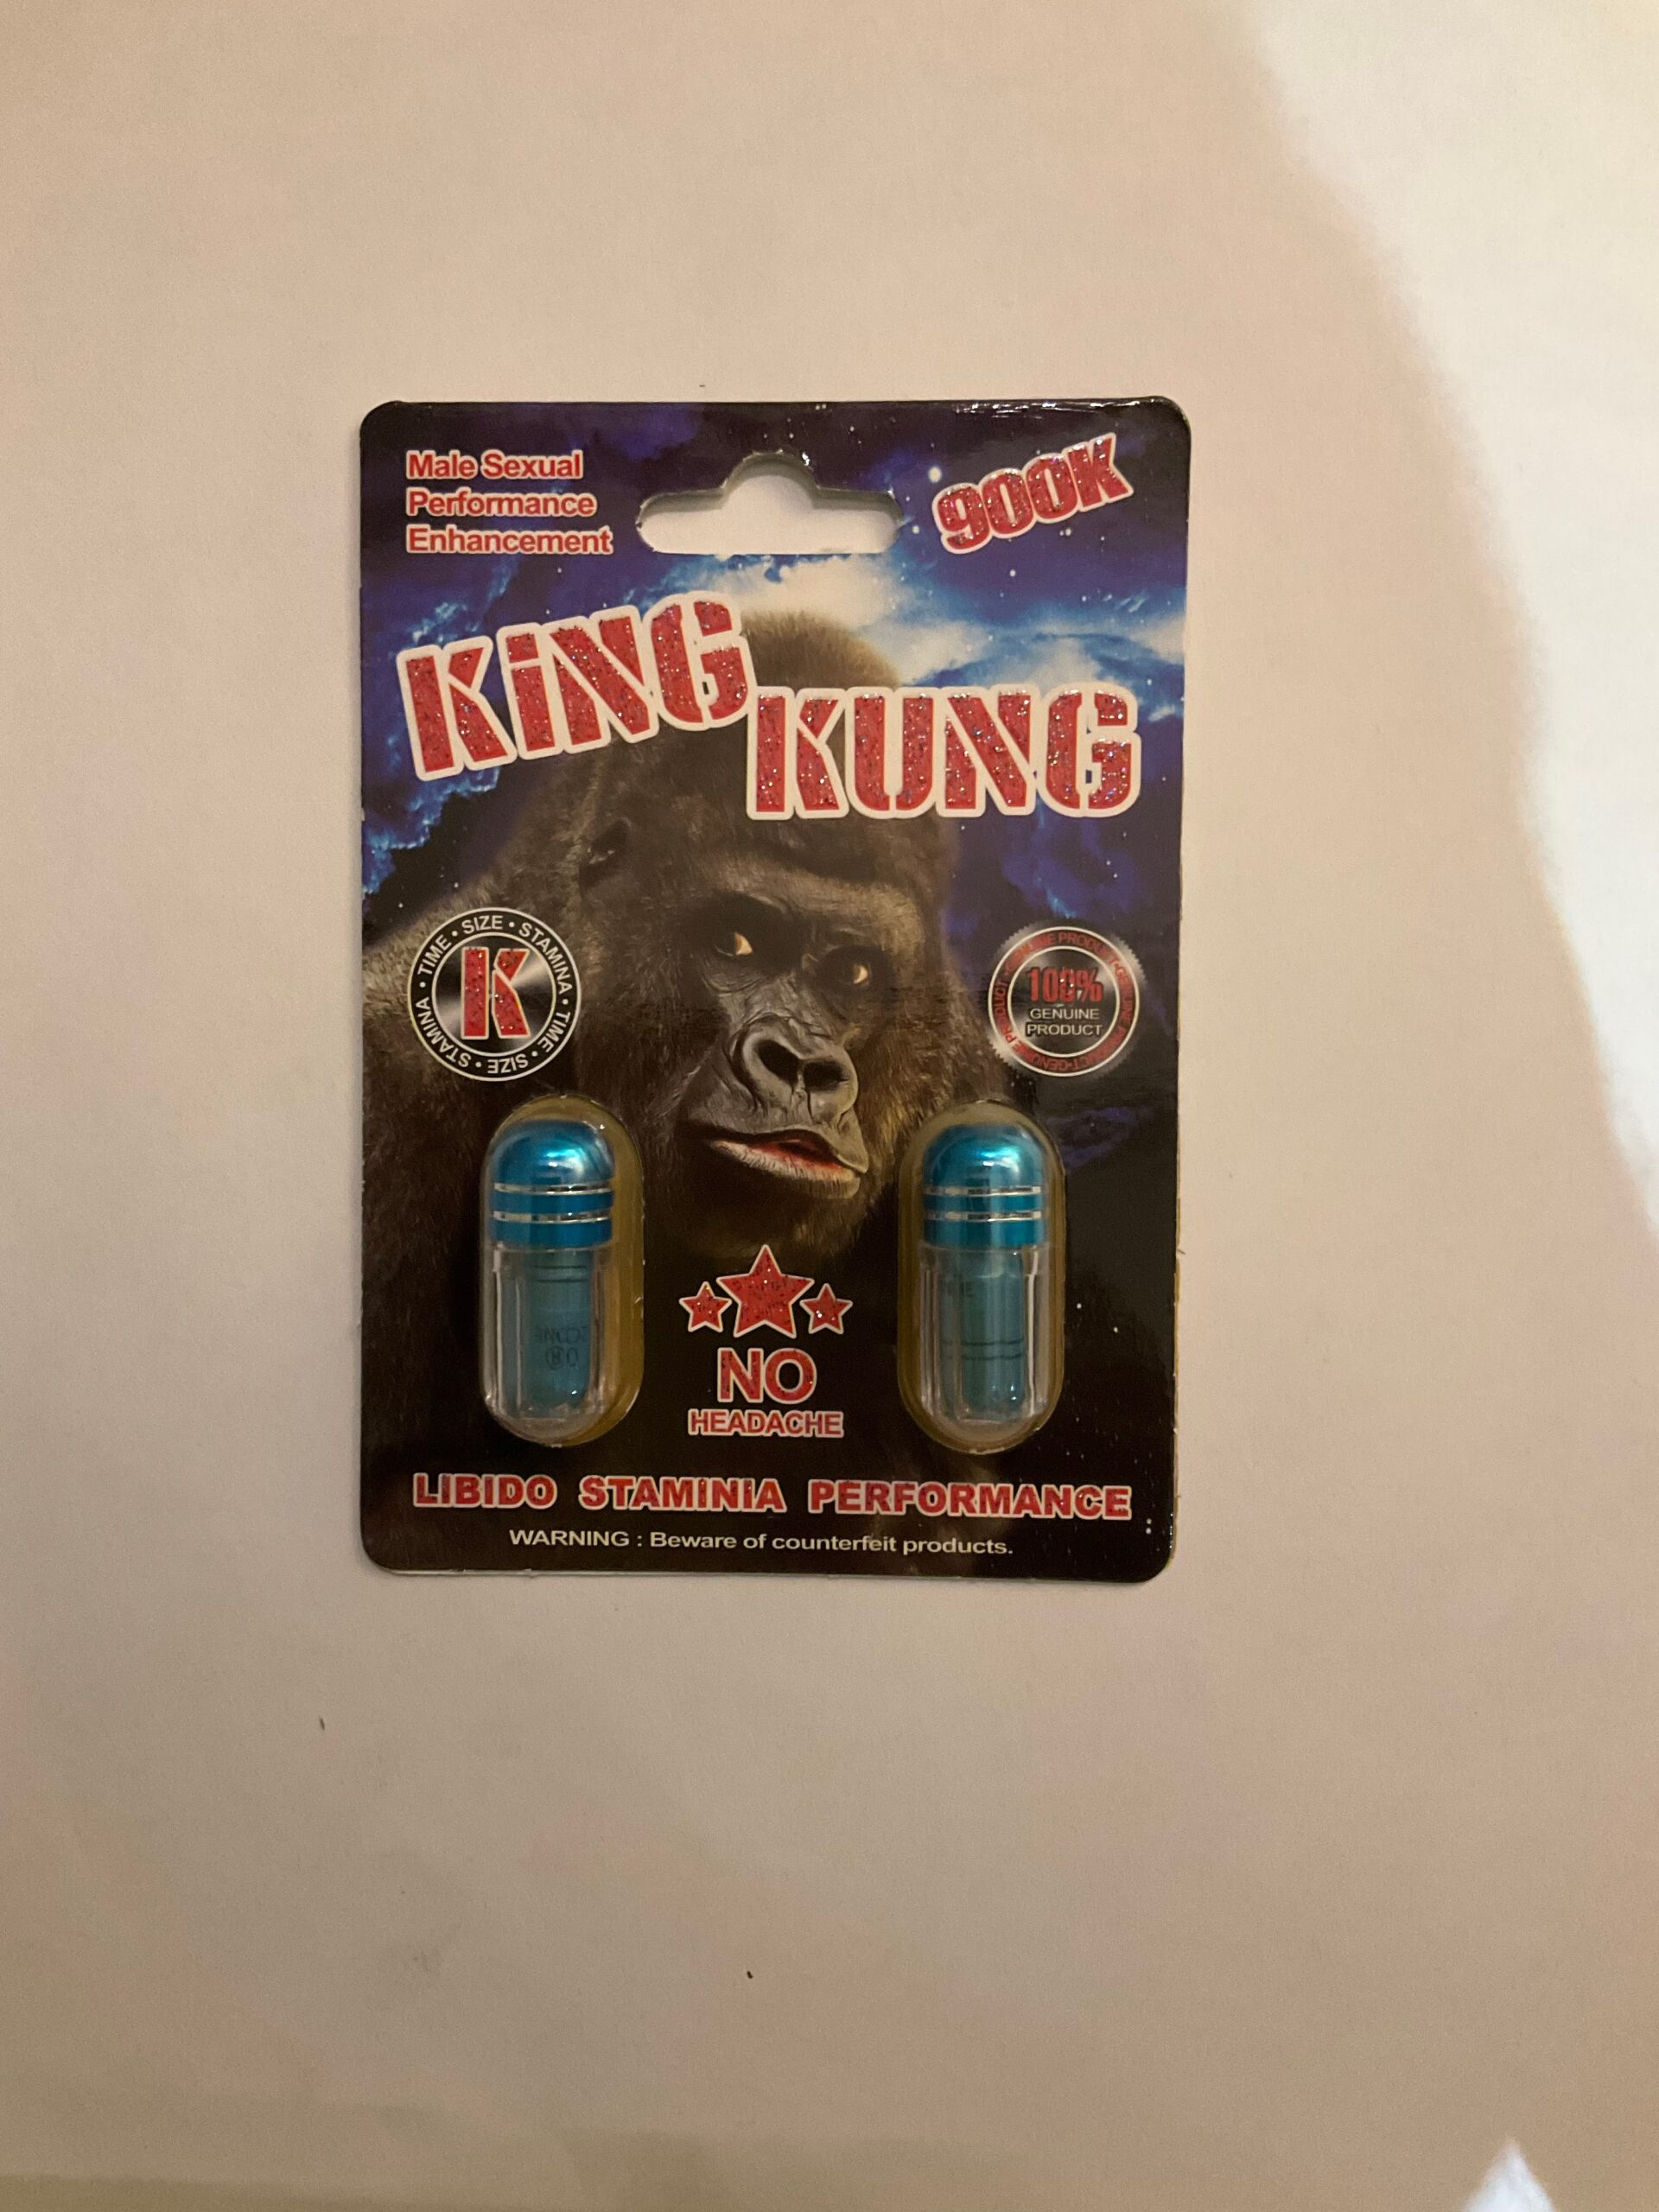 Male Sexual
Performance
Enhancement
900K
KiNG
KUNG
STAMINA • TIME • SIZE • STAMINA • TIME • SIZE •
K
100%
GENUINE
PRODUCT
NO
HEADACHE
LIBIDO STAMINIA PERFORMANCE
WARNING : Beware of counterfeit products.